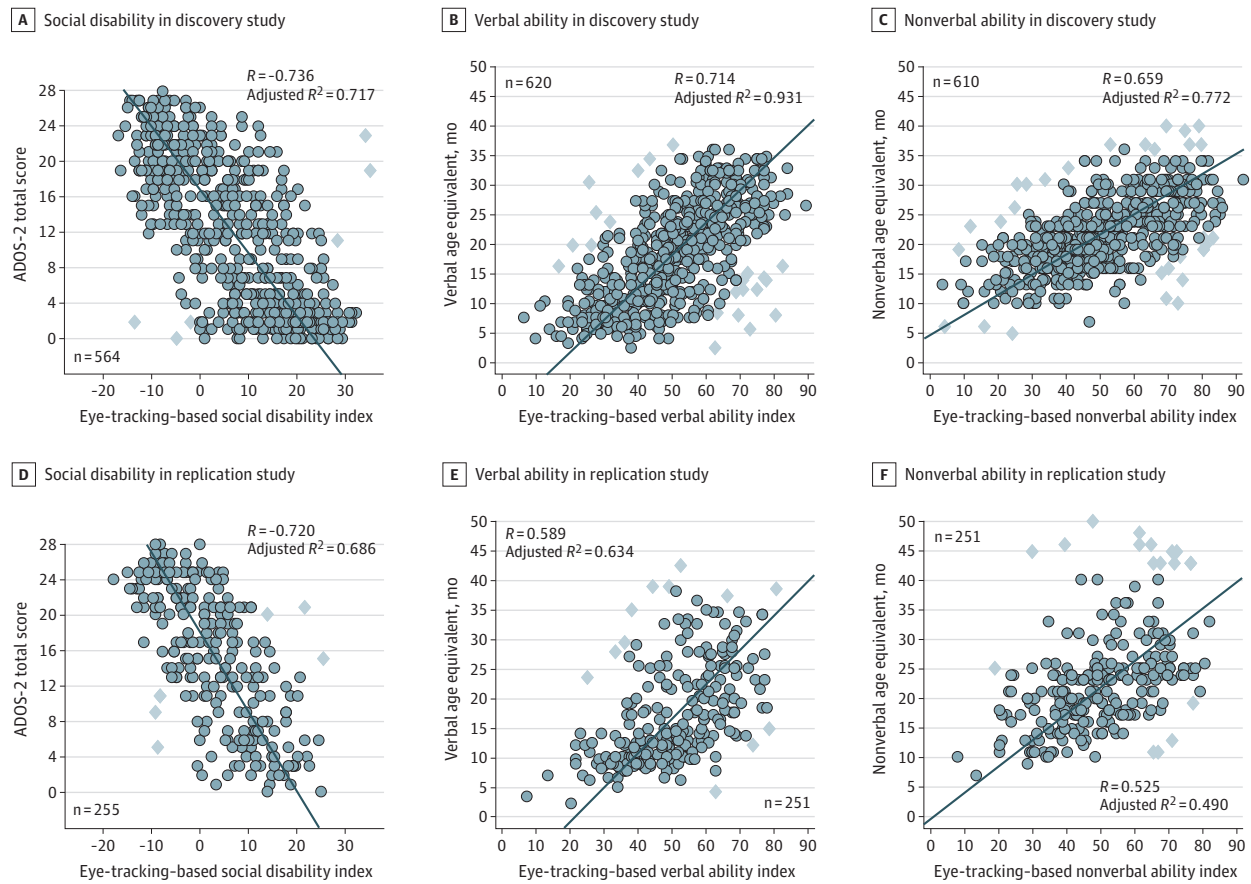 A Social disability in discovery study
R = –0.736
Adjusted R² = 0.717
28
24
20
16
12
8
4
0
ADOS-2 total score
n = 564
-20 -10 0 10 20 30
Eye-tracking-based social disability index
B Verbal ability in discovery study
n = 620
R = 0.714
Adjusted R² = 0.931
50
45
40
35
30
25
20
15
10
5
0
Verbal age equivalent, mo
0 10 20 30 40 50 60 70 80 90
Eye-tracking-based verbal ability index
C Nonverbal ability in discovery study
n = 610
R = 0.659
Adjusted R² = 0.772
50
45
40
35
30
25
20
15
10
5
0
Nonverbal age equivalent, mo
0 10 20 30 40 50 60 70 80 90
Eye-tracking-based nonverbal ability index
D Social disability in replication study
R = –0.720
Adjusted R² = 0.686
28
24
20
16
12
8
4
0
ADOS-2 total score
n = 255
-20 -10 0 10 20 30
Eye-tracking-based social disability index
E Verbal ability in replication study
R = 0.589
Adjusted R² = 0.634
50
45
40
35
30
25
20
15
10
5
0
Verbal age equivalent, mo
n = 251
0 10 20 30 40 50 60 70 80 90
Eye-tracking-based verbal ability index
F Nonverbal ability in replication study
n = 251
50
45
40
35
30
25
20
15
10
5
0
Nonverbal age equivalent, mo
R = 0.525
Adjusted R² = 0.490
0 10 20 30 40 50 60 70 80 90
Eye-tracking-based nonverbal ability index